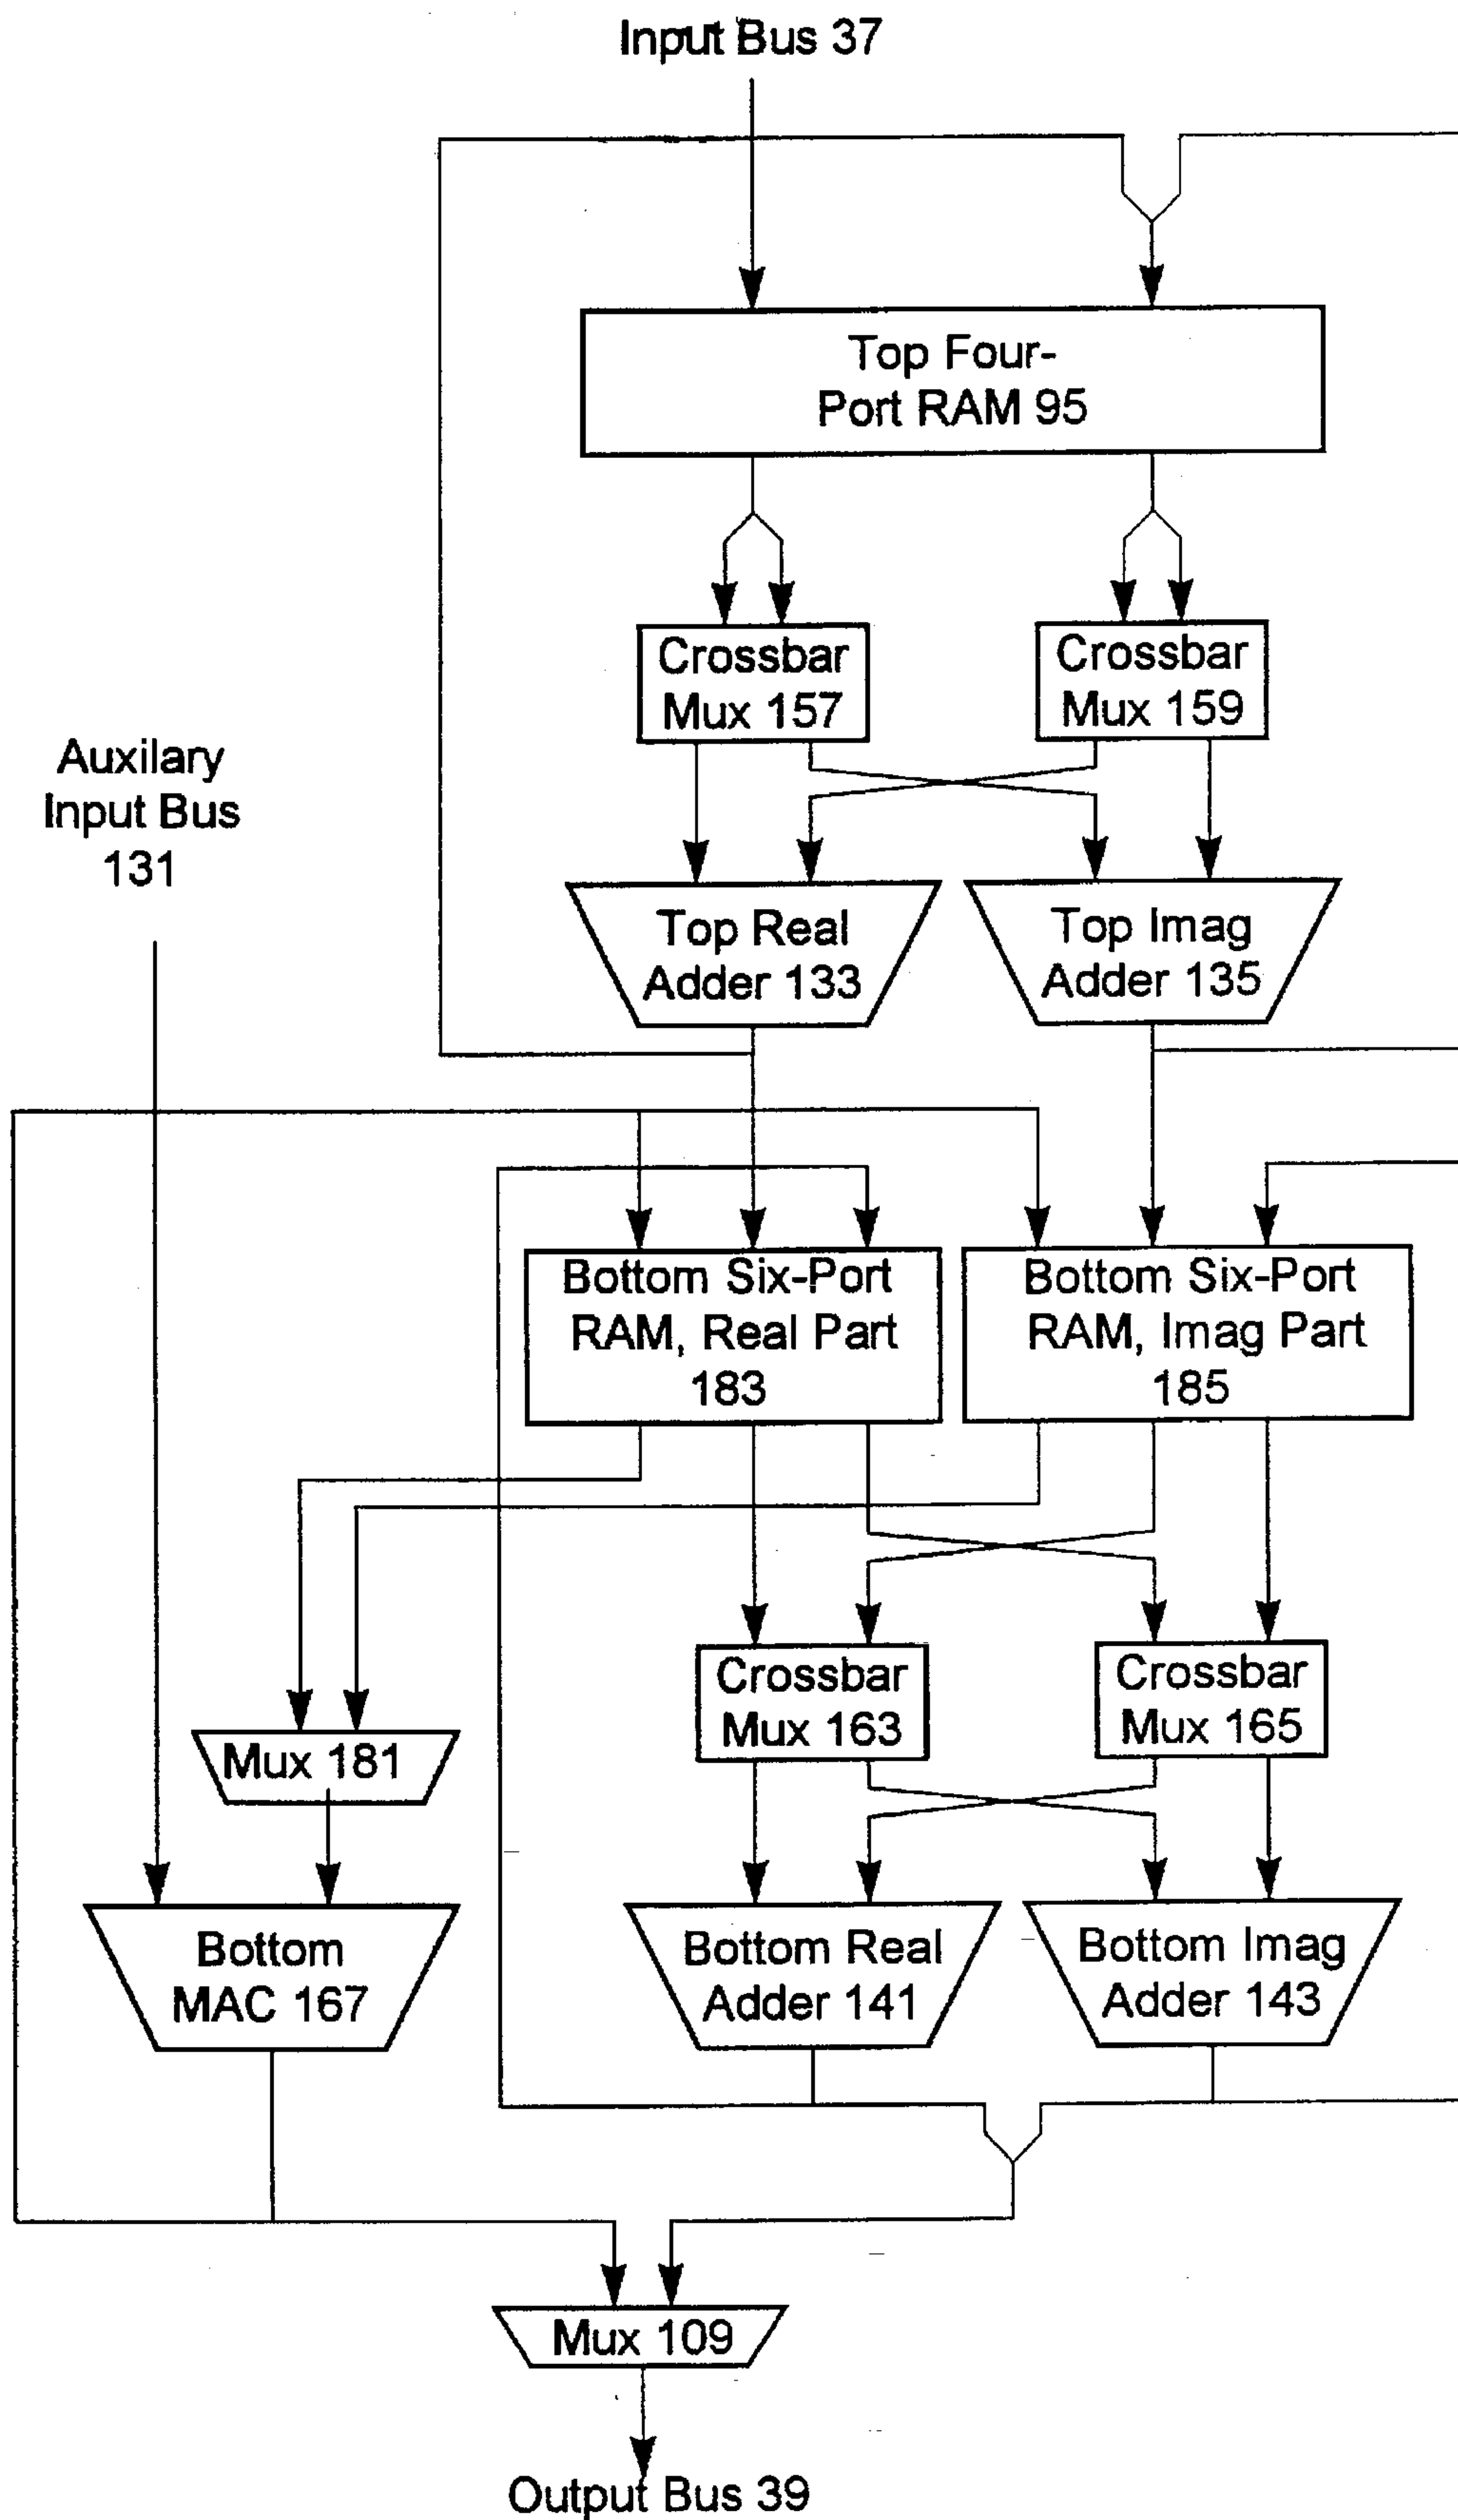 Input Bus 37
Top Four-
Port RAM 95
Crossbar
Mux 157
Crossbar
Mux 159
Auxilary
Input Bus
131
Top Real
Adder 133
Top Imag
Adder 135
Bottom Six-Port
RAM, Real Part
183
Bottom Six-Port
RAM, Imag Part
185
Crossbar
Mux 163
Crossbar
Mux 165
Mux 181
Bottom
MAC 167
Bottom Real
Adder 141
Bottom Imag
Adder 143
Mux 109
Output Bus 39